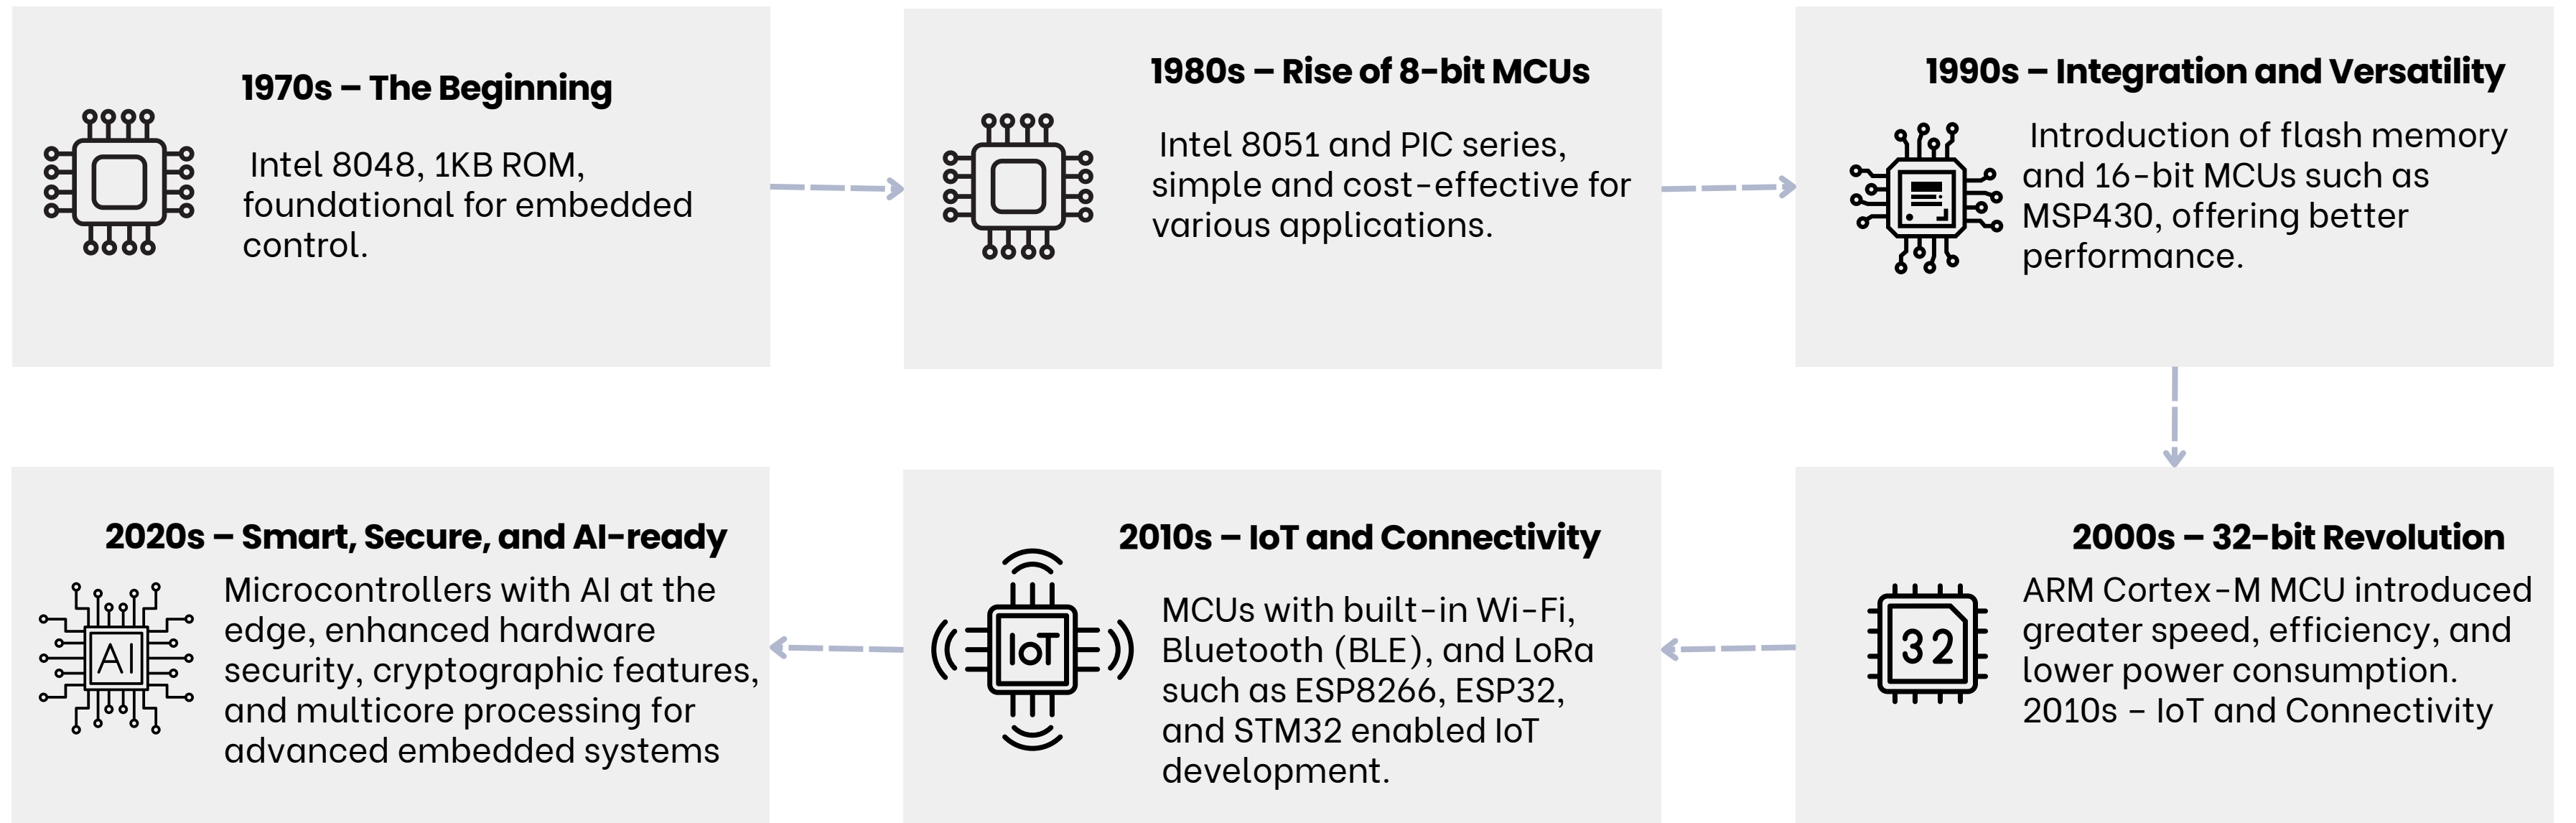 1970s – The Beginning
Intel 8048, 1KB ROM,
foundational for embedded
control.
1980s – Rise of 8-bit MCUs
Intel 8051 and PIC series,
simple and cost-effective for
various applications.
1990s – Integration and Versatility
Introduction of flash memory
and 16-bit MCUs such as
MSP430, offering better
performance.
2000s – 32-bit Revolution
32
ARM Cortex-M MCU introduced
greater speed, efficiency, and
lower power consumption.
2010s – IoT and Connectivity
2010s – IoT and Connectivity
IoT
MCUs with built-in Wi-Fi,
Bluetooth (BLE), and LoRa
such as ESP8266, ESP32,
and STM32 enabled IoT
development.
2020s – Smart, Secure, and AI-ready
AI
Microcontrollers with AI at the
edge, enhanced hardware
security, cryptographic features,
and multicore processing for
advanced embedded systems